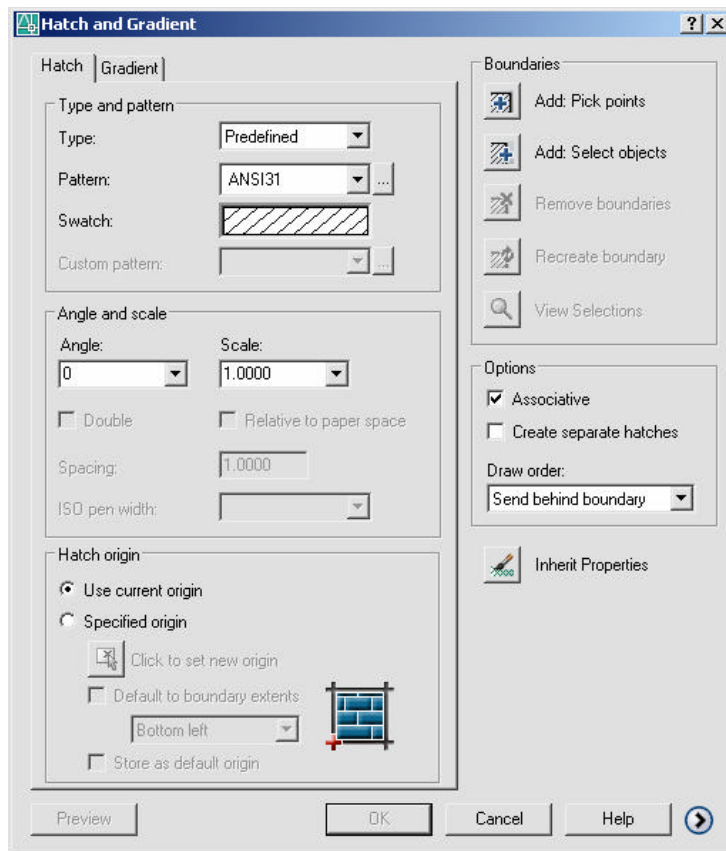 Hatch and Gradient
Hatch
Gradient
Type and pattern
Type:
Predefined
Pattern:
ANSI31
...
Swatch:
Custom pattern:
...
Angle and scale
Angle:
Scale:
0
1.0000
Double
Relative to paper space
Spacing:
1.0000
ISO pen width:
Hatch origin
Use current origin
Specified origin
Click to set new origin
Default to boundary extents
Bottom left
Store as default origin
Boundaries
Add: Pick points
Add: Select objects
Remove boundaries
Recreate boundary
View Selections
Options
Associative
Create separate hatches
Draw order:
Send behind boundary
Inherit Properties
Preview
OK
Cancel
Help